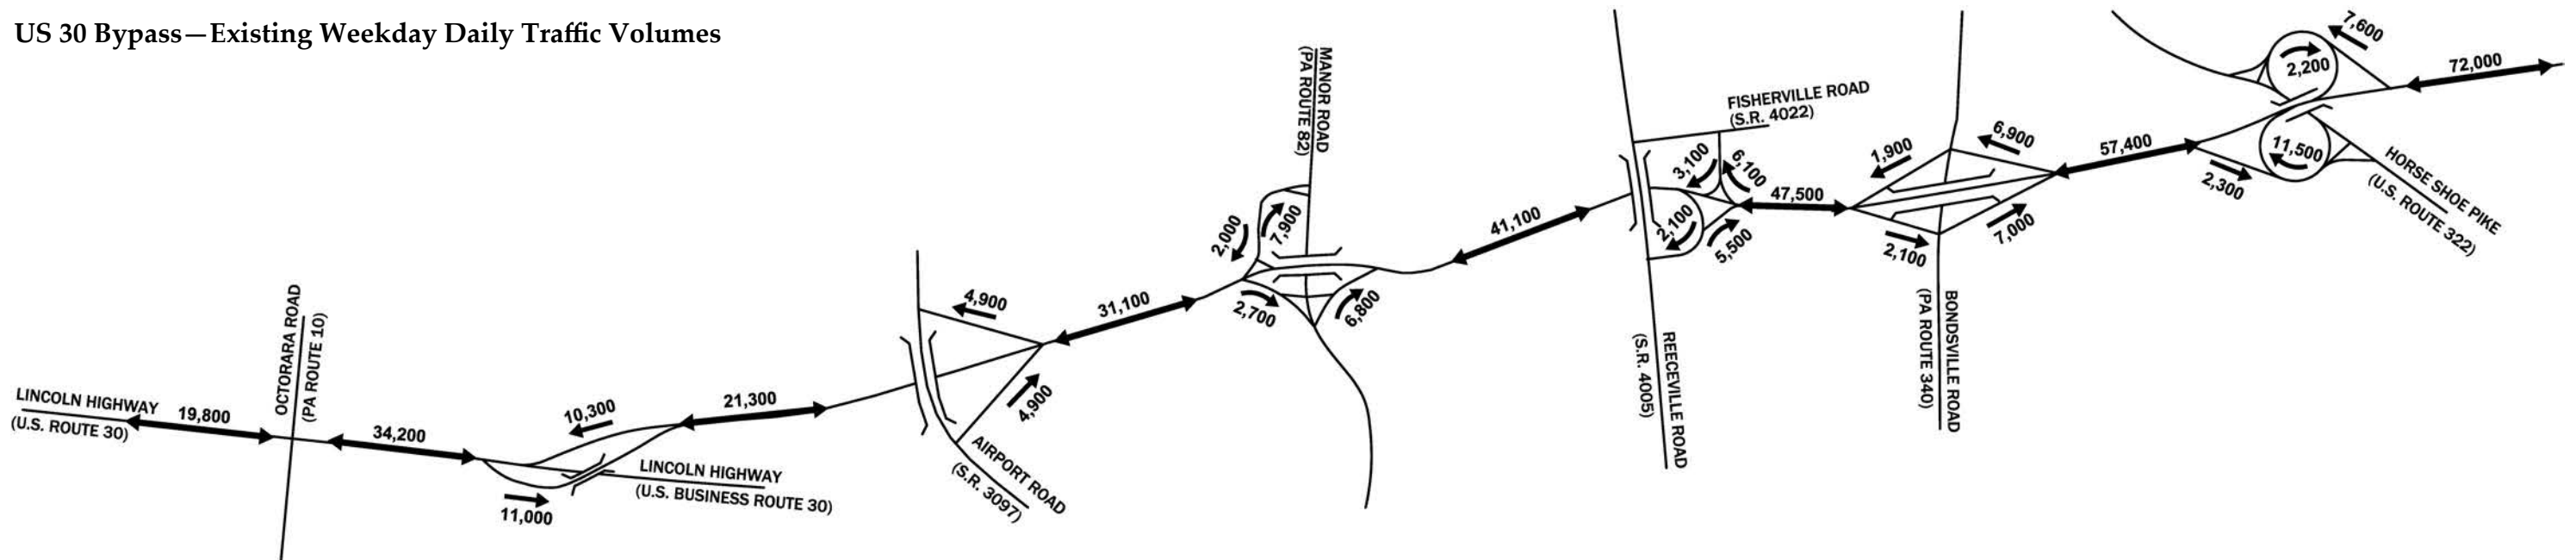 US 30 Bypass—Existing Weekday Daily Traffic Volumes
LINCOLN HIGHWAY
(U.S. ROUTE 30)
19,800
OCTORARA ROAD
(PA ROUTE 10)
34,200
10,300
11,000
LINCOLN HIGHWAY
(U.S. BUSINESS ROUTE 30)
21,300
4,900
4,900
AIRPORT ROAD
(S.R. 3097)
31,100
MANOR ROAD
(PA ROUTE 82)
2,000
7,900
2,700
6,800
41,100
FISHERVILLE ROAD
(S.R. 4022)
3,100
6,100
2,100
5,500
REECEVILLE ROAD
(S.R. 4005)
47,500
1,900
6,900
2,100
7,000
BONDSVILLE ROAD
(PA ROUTE 340)
57,400
7,600
2,200
11,500
2,300
HORSE SHOE PIKE
(U.S. ROUTE 322)
72,000